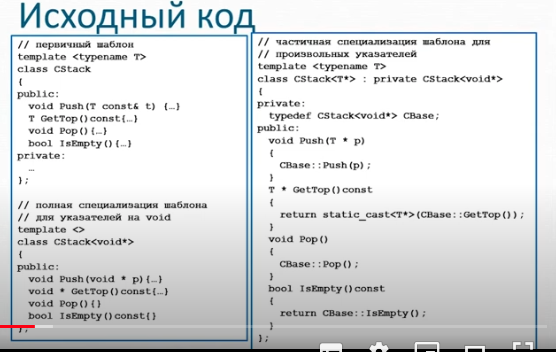 Исходный код
// первичный шаблон
template <typename T>
class CStack
{
public:
void Push(T const& t) {…}
T GetTop()const{…}
void Pop(){…}
bool IsEmpty(){…}
private:
…
};
// полная специализация шаблона
// для указателей на void
template <>
class CStack<void*>
{
public:
void Push(void * p){…}
void * GetTop()const{…}
void Pop(){}
bool IsEmpty()const{}
};
// частичная специализация шаблона для
// произвольных указателей
template <typename T>
class CStack<T*> : private CStack<void*>
{
private:
typedef CStack<void*> CBase;
public:
void Push(T * p)
{
CBase::Push(p);
}
T * GetTop()const
{
return static_cast<T*>(CBase::GetTop());
}
void Pop()
{
CBase::Pop();
}
bool IsEmpty()const
{
return CBase::IsEmpty();
}
};